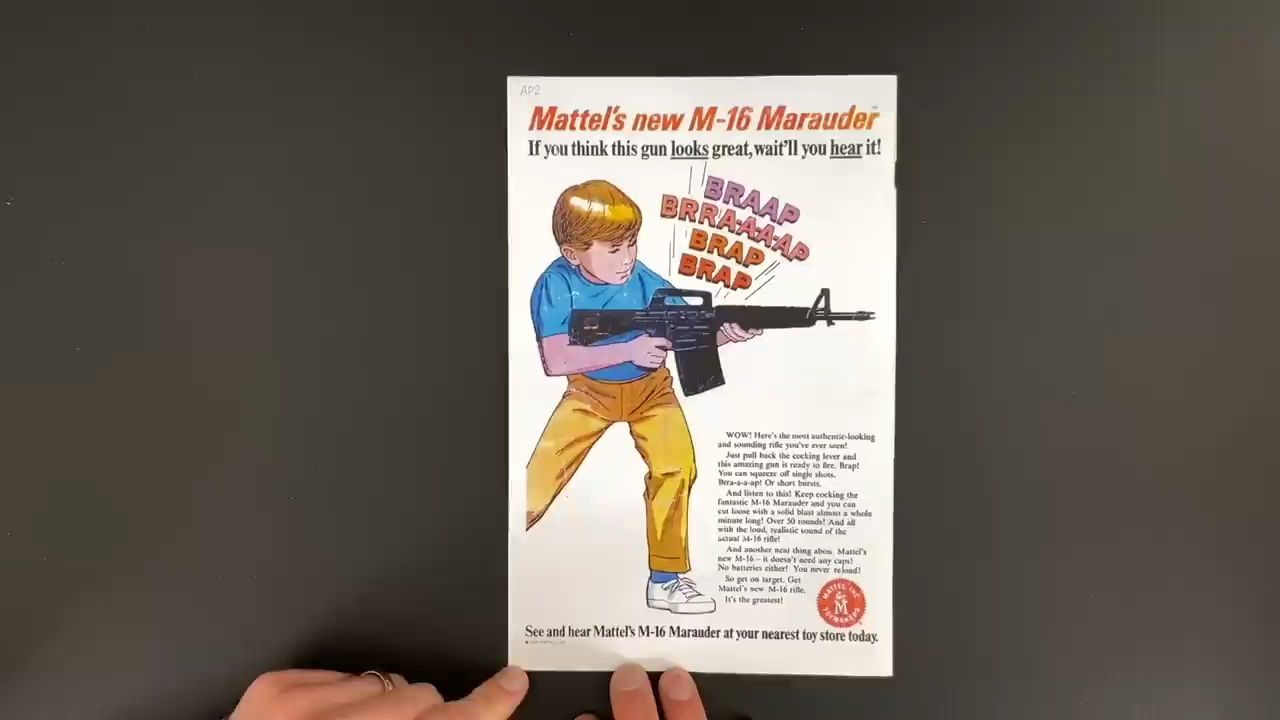 AP2
Mattel's new M-16 Marauder
If you think this gun looks great, wait'll you hear it!
BRAAP
BRRA-A-A-AP
BRAP
BRAP
WOW! Here's the most authentic-looking
and sounding rifle you've ever seen!
Just pull back the cocking lever and
this amazing gun is ready to fire. Brap!
You can squeeze off single shots.
Brra-a-a-ap! Or short bursts.
And listen to this! Keep cocking the
fantastic M-16 Marauder and you can
cut loose with a solid blast almost a whole
minute long! Over 50 rounds! And all
with the loud, realistic sound of the
actual M-16 rifle!
And another neat thing about Mattel's
new M-16 – it doesn't need any caps!
No batteries either! You never reload!
So get on target. Get
Mattel's new M-16 rifle.
It's the greatest!
MATTEL INC.
M
TOYMAKERS
See and hear Mattel's M-16 Marauder at your nearest toy store today.